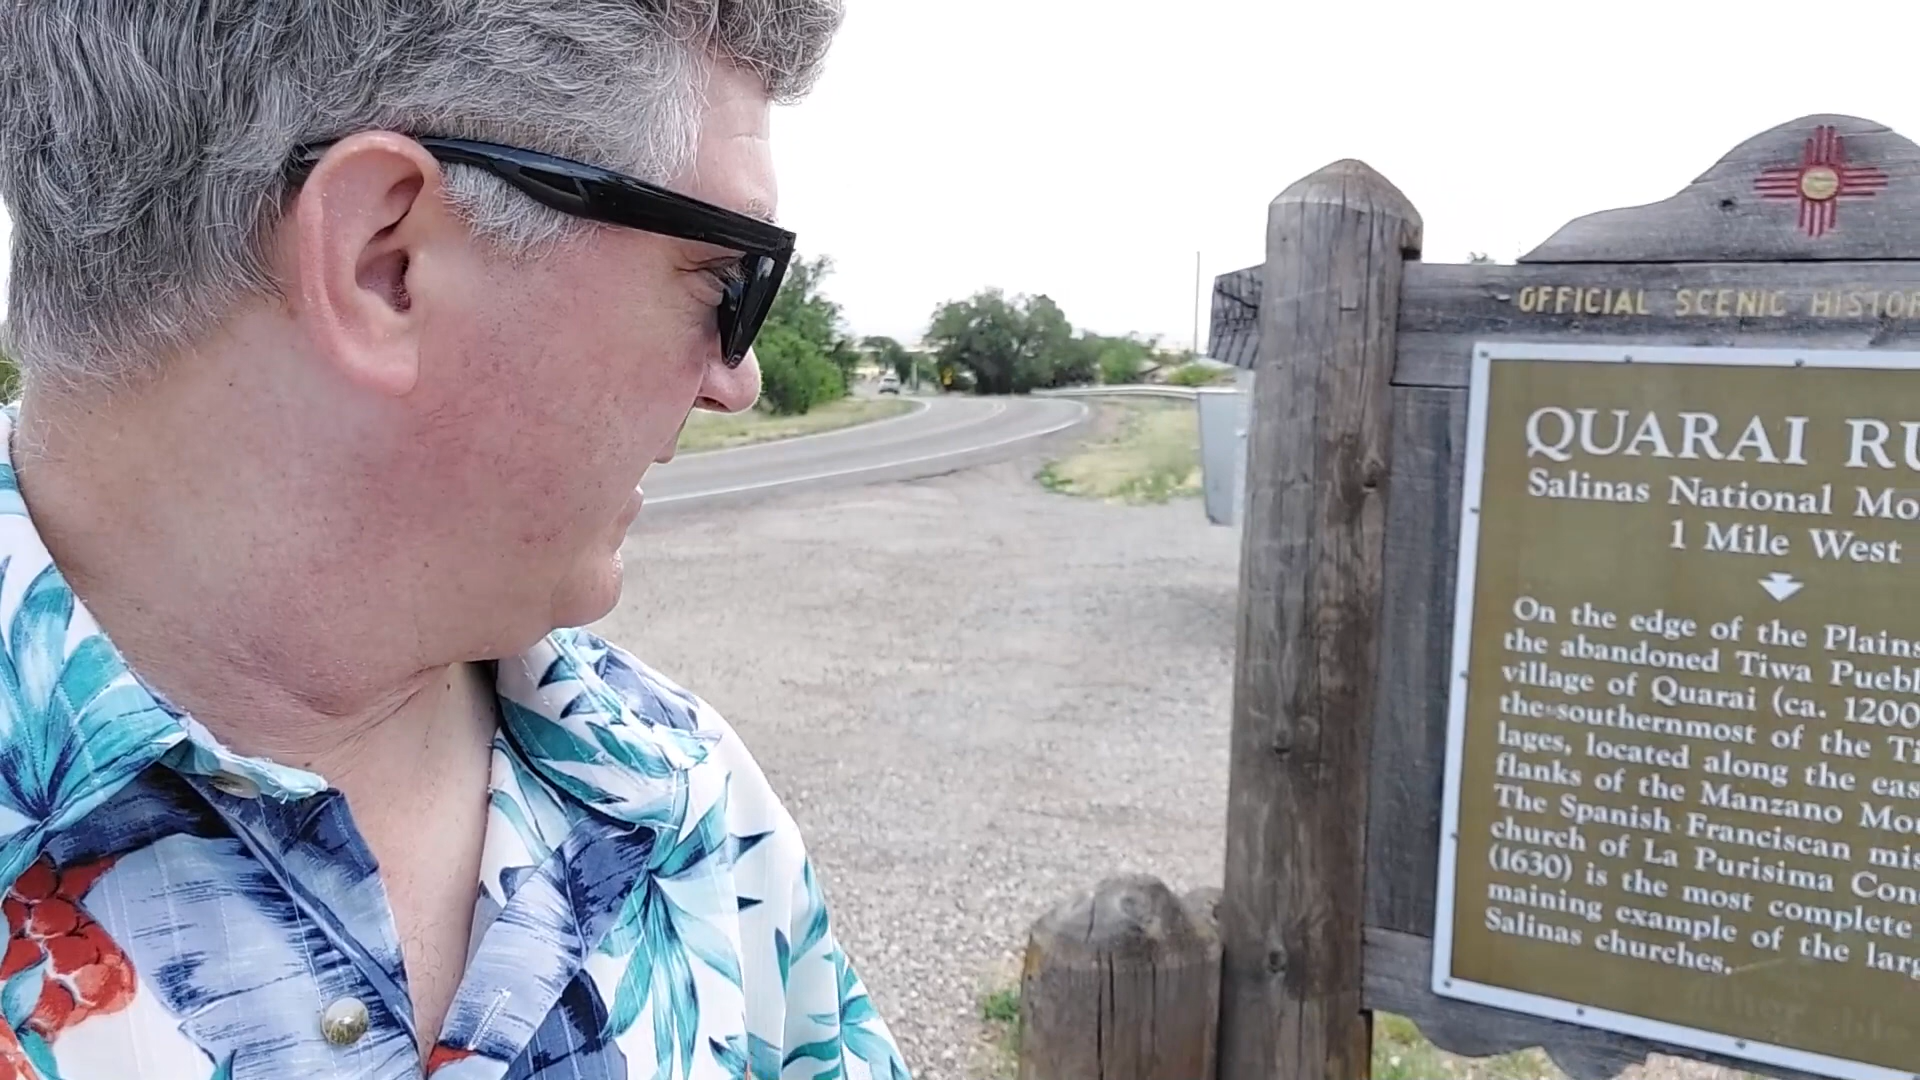 OFFICIAL SCENIC HISTOR
QUARAI RU
Salinas National Mo
1 Mile West
On the edge of the Plains
the abandoned Tiwa Puebl
village of Quarai (ca. 1200
the southernmost of the Ti
lages, located along the eas
flanks of the Manzano Mou
The Spanish Franciscan mis
church of La Purisima Conc
(1630) is the most complete
maining example of the larg
Salinas churches.